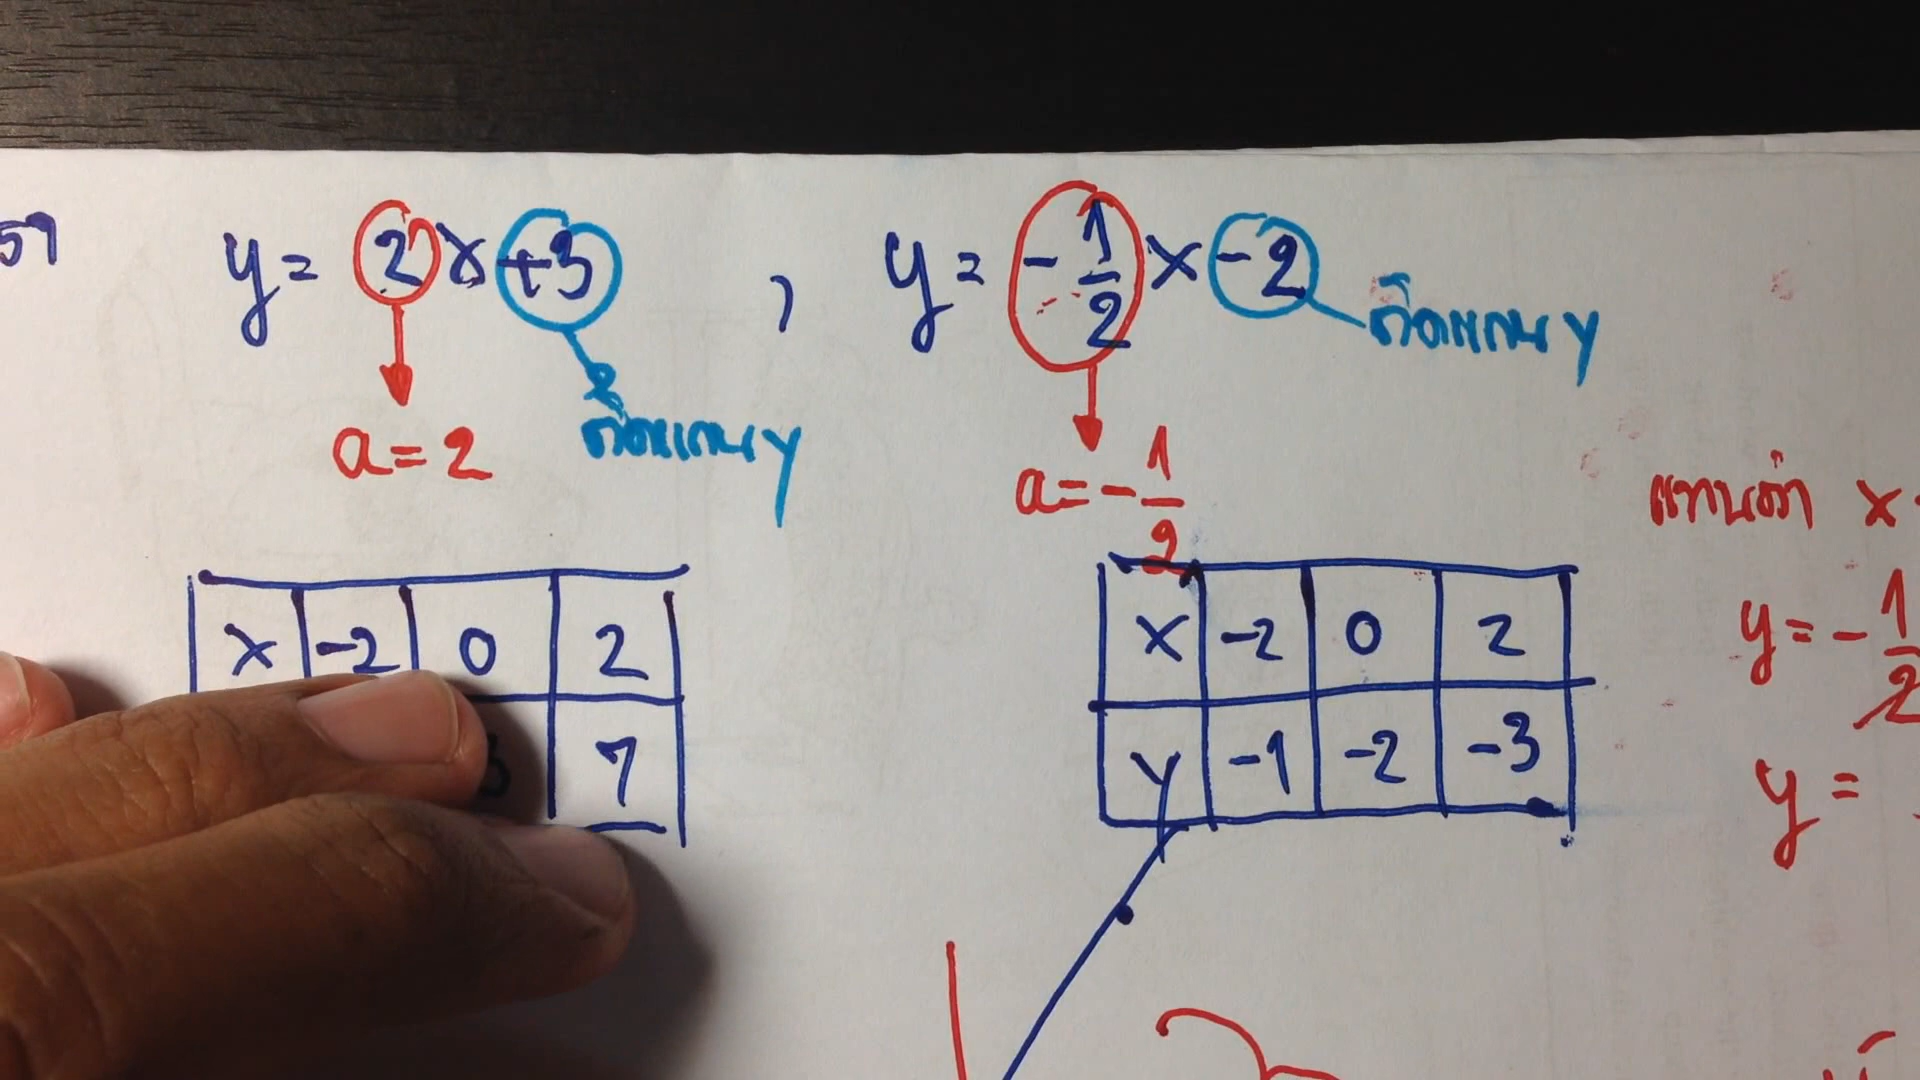 y = 2x+3 , y = -1/2 x -2
ตัดแกน y
a = 2
ตัดแกน y
a = -1/2
แทนค่า x
x -2 0 2
7
x -2 0 2
y -1 -2 -3
y = -1/2
y =